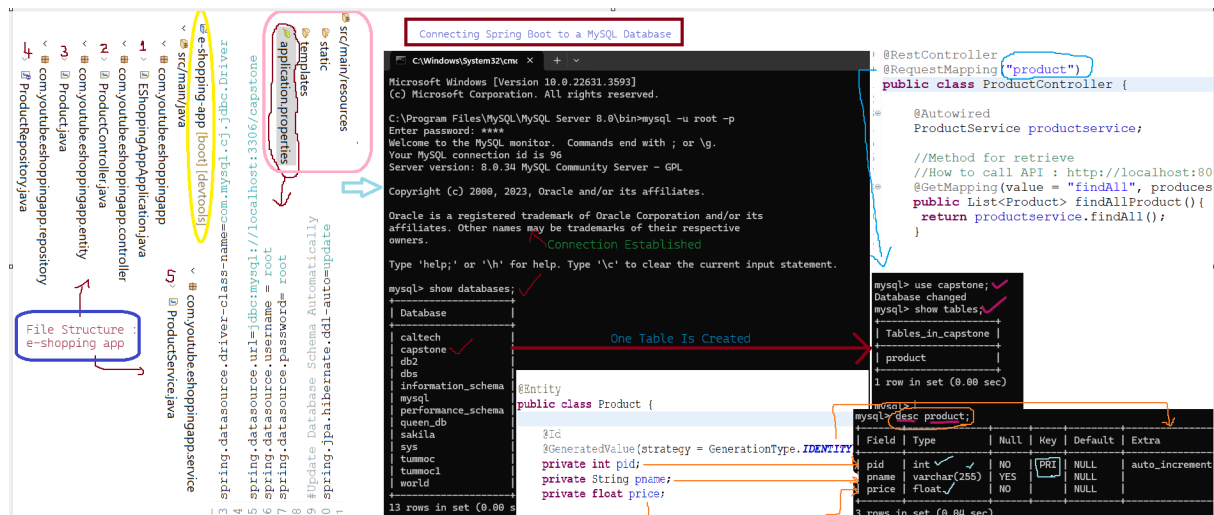 Connecting Spring Boot to a MySQL Database
src/main/resources
static
templates
application.properties
e-shopping-app [boot] [devtools]
src/main/java
com.youtube.eshoppingapp
1 EShoppingAppApplication.java
com.youtube.eshoppingapp.controller
2 ProductController.java
com.youtube.eshoppingapp.entity
3 Product.java
com.youtube.eshoppingapp.repository
4 ProductRepository.java
com.youtube.eshoppingapp.service
5 ProductService.java
File Structure :
e-shopping app
3 spring.datasource.driver-class-name=com.mysql.cj.jdbc.Driver
4
5 spring.datasource.url=jdbc:mysql://localhost:3306/capstone
6 spring.datasource.username = root
7 spring.datasource.password= root
8
9 #Update Database Schema Automatically
0 spring.jpa.hibernate.ddl-auto=update
1
C:\Windows\System32\cmd
Microsoft Windows [Version 10.0.22631.3593]
(c) Microsoft Corporation. All rights reserved.
C:\Program Files\MySQL\MySQL Server 8.0\bin>mysql -u root -p
Enter password: ****
Welcome to the MySQL monitor.  Commands end with ; or \g.
Your MySQL connection id is 96
Server version: 8.0.34 MySQL Community Server - GPL
Copyright (c) 2000, 2023, Oracle and/or its affiliates.
Oracle is a registered trademark of Oracle Corporation and/or its
affiliates. Other names may be trademarks of their respective
owners.
Connection Established
Type 'help;' or '\h' for help. Type '\c' to clear the current input statement.
mysql> show databases;
+--------------------+
| Database           |
+--------------------+
| caltech            |
| capstone           |
| db2                |
| dbs                |
| information_schema |
| mysql              |
| performance_schema |
| queen_db           |
| sakila             |
| sys                |
| tummoc             |
| tummoc1            |
| world              |
+--------------------+
13 rows in set (0.00 s
One Table Is Created
@Entity
public class Product {
@Id
@GeneratedValue(strategy = GenerationType.IDENTITY
private int pid;
private String pname;
private float price;
@RestController
@RequestMapping("product")
public class ProductController {
@Autowired
ProductService productservice;
//Method for retrieve
//How to call API : http://localhost:80
@GetMapping(value = "findAll", produces
public List<Product> findAllProduct(){
return productservice.findAll();
}
mysql> use capstone;
Database changed
mysql> show tables;
+--------------------+
| Tables_in_capstone |
+--------------------+
| product            |
+--------------------+
1 row in set (0.00 sec)
mysql>
mysql> desc product;
| Field | Type         | Null | Key | Default | Extra
| pid   | int          | NO   | PRI | NULL    | auto_increment
| pname | varchar(255) | YES  |     | NULL    |
| price | float        | NO   |     | NULL    |
3 rows in set (0.04 sec)